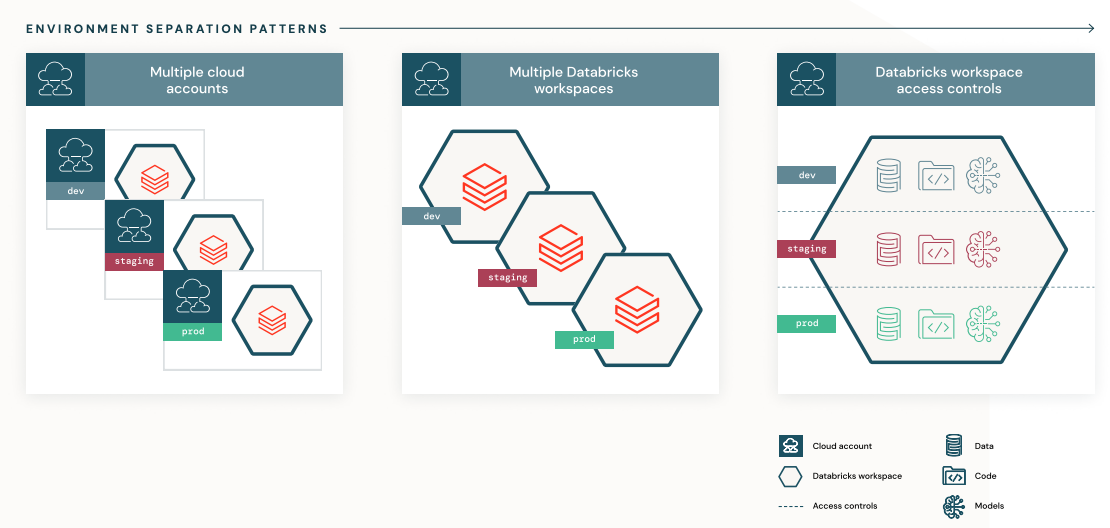 ENVIRONMENT SEPARATION PATTERNS
Multiple cloud
accounts
dev
staging
prod
Multiple Databricks
workspaces
dev
staging
prod
Databricks workspace
access controls
dev
staging
prod
Cloud account
Databricks workspace
Access controls
Data
Code
Models